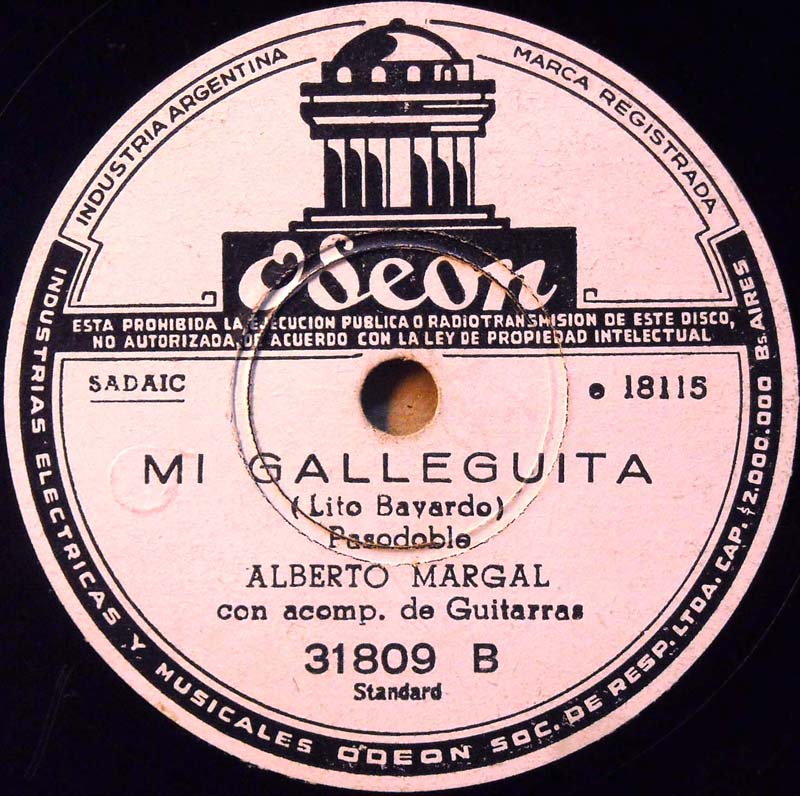 INDUSTRIA ARGENTINA
MARCA REGISTRADA
Odeon
ESTA PROHIBIDA LA EJECUCION PUBLICA O RADIOTRANSMISION DE ESTE DISCO,
NO AUTORIZADA, DE ACUERDO CON LA LEY DE PROPIEDAD INTELECTUAL
SADAIC
e 18115
MI GALLEGUITA
(Lito Bayardo)
Pasodoble
ALBERTO MARGAL
con acomp. de Guitarras
31809 B
Standard
INDUSTRIAS ELECTRICAS Y MUSICALES ODEON SOC. DE RESP. LTDA. CAP. $2.000.000 Bs AIRES